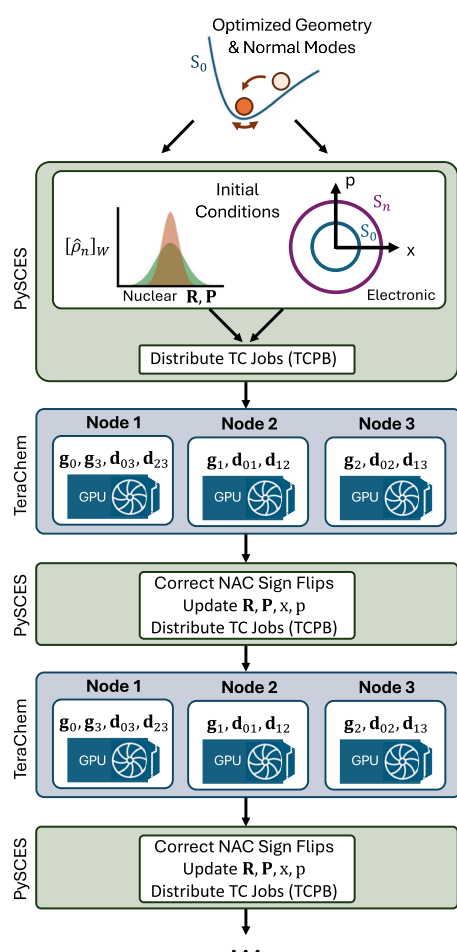 Optimized Geometry
& Normal Modes
S₀
PySCES
Initial
Conditions
[ρ̂ₙ]_W
Nuclear R, P
p
Sₙ
S₀
x
Electronic
Distribute TC Jobs (TCPB)
TeraChem
Node 1
Node 2
Node 3
g₀, g₃, d₀₃, d₂₃
g₁, d₀₁, d₁₂
g₂, d₀₂, d₁₃
GPU
GPU
GPU
PySCES
Correct NAC Sign Flips
Update R, P, x, p
Distribute TC Jobs (TCPB)
TeraChem
Node 1
Node 2
Node 3
g₀, g₃, d₀₃, d₂₃
g₁, d₀₁, d₁₂
g₂, d₀₂, d₁₃
GPU
GPU
GPU
PySCES
Correct NAC Sign Flips
Update R, P, x, p
Distribute TC Jobs (TCPB)
...